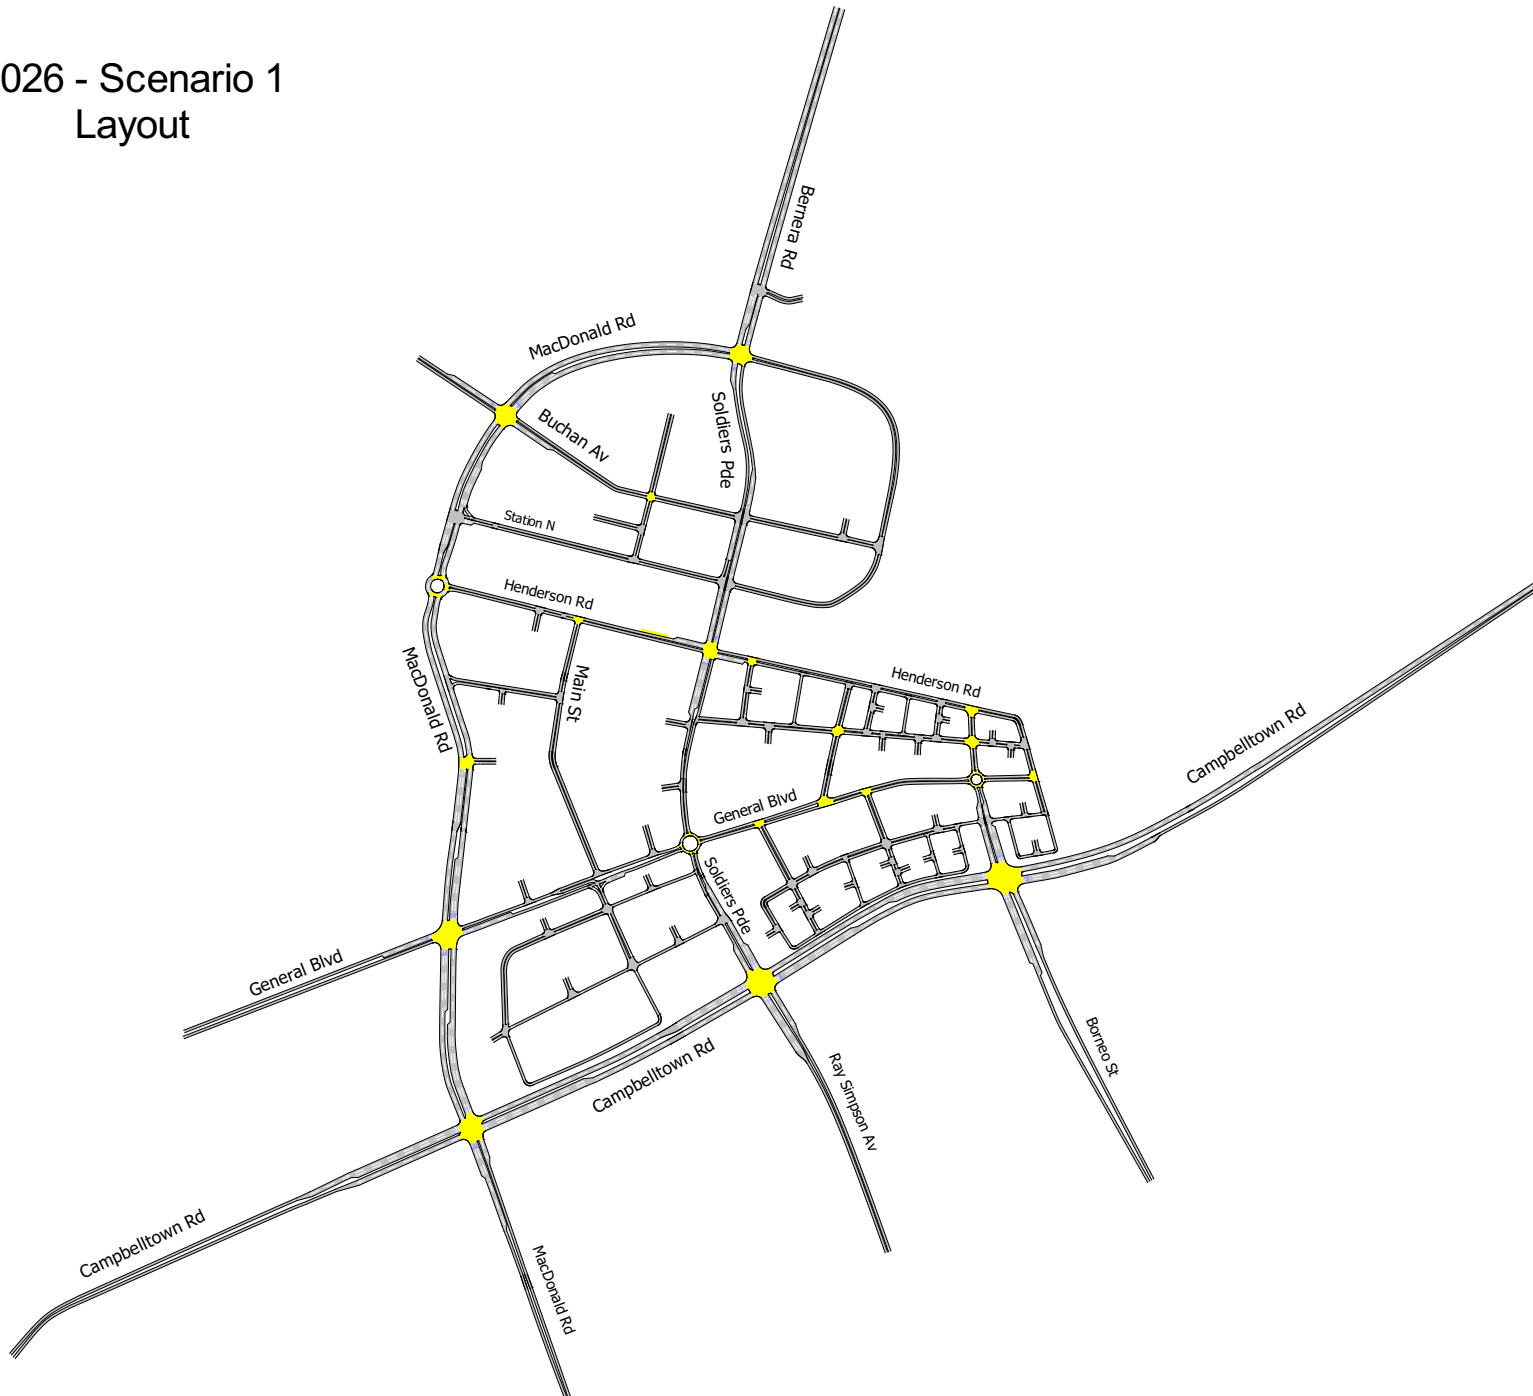 026 - Scenario 1
Layout
Bernera Rd
MacDonald Rd
Soldiers Pde
Buchan Av
Station N
Henderson Rd
MacDonald Rd
Main St
Henderson Rd
Campbelltown Rd
General Blvd
Soldiers Pde
General Blvd
Borneo St
Campbelltown Rd
Ray Simpson Av
Campbelltown Rd
MacDonald Rd